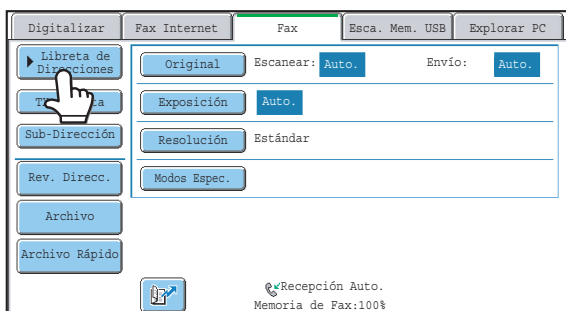 Digitalizar
Fax Internet
Fax
Esca. Mem. USB
Explorar PC
Libreta de
Direcciones
Original
Escanear:
Auto.
Envío:
Auto.
Exposición
Auto.
Sub-Dirección
Resolución
Estándar
Rev. Direcc.
Modos Espec.
Archivo
Archivo Rápido
Recepción Auto.
Memoria de Fax:100%